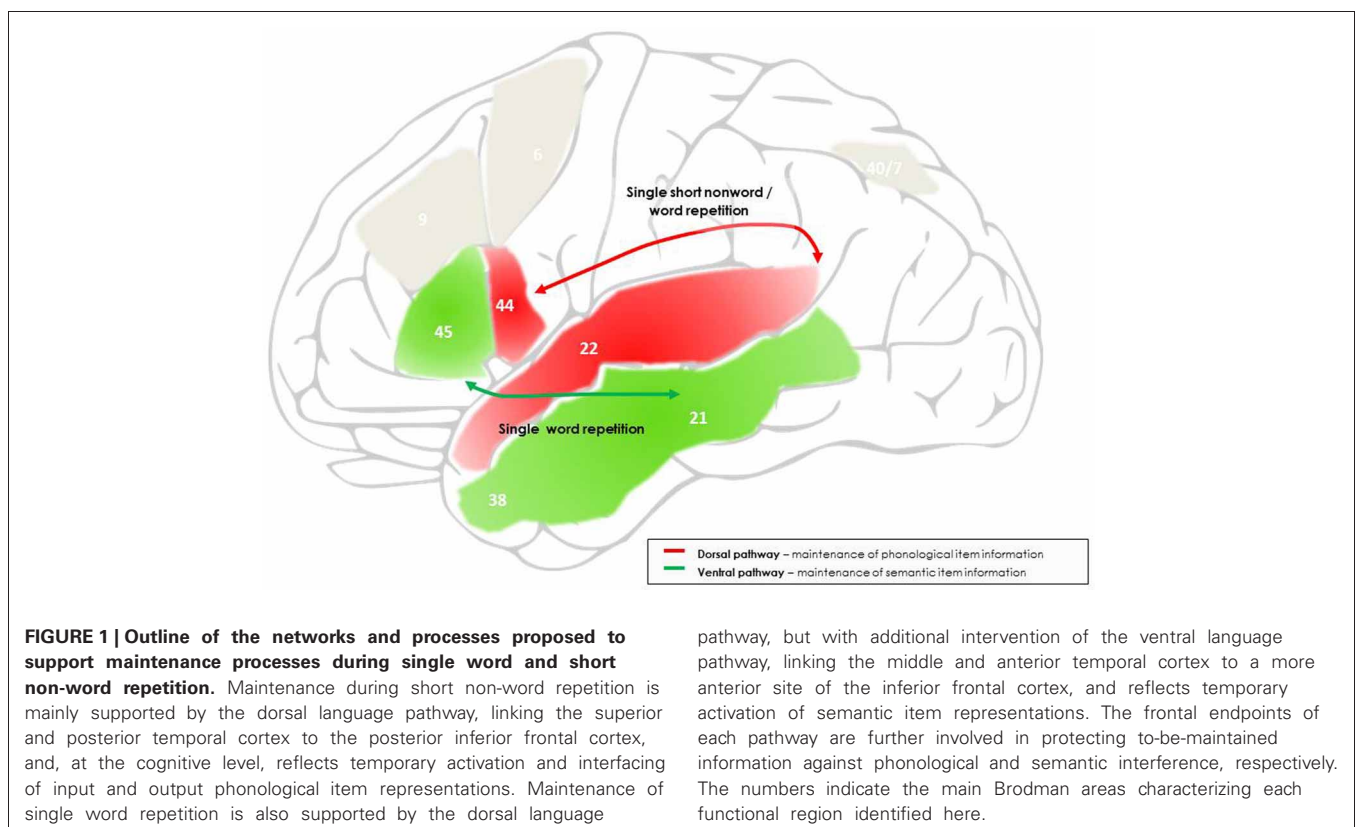 6
40/7
Single short nonword /
word repetition
9
44
45
22
21
Single word repetition
38
Dorsal pathway – maintenance of phonological item information
Ventral pathway – maintenance of semantic item information
FIGURE 1 | Outline of the networks and processes proposed to
support maintenance processes during single word and short
non-word repetition. Maintenance during short non-word repetition is
mainly supported by the dorsal language pathway, linking the superior
and posterior temporal cortex to the posterior inferior frontal cortex,
and, at the cognitive level, reflects temporary activation and interfacing
of input and output phonological item representations. Maintenance of
single word repetition is also supported by the dorsal language
pathway, but with additional intervention of the ventral language
pathway, linking the middle and anterior temporal cortex to a more
anterior site of the inferior frontal cortex, and reflects temporary
activation of semantic item representations. The frontal endpoints of
each pathway are further involved in protecting to-be-maintained
information against phonological and semantic interference, respectively.
The numbers indicate the main Brodman areas characterizing each
functional region identified here.